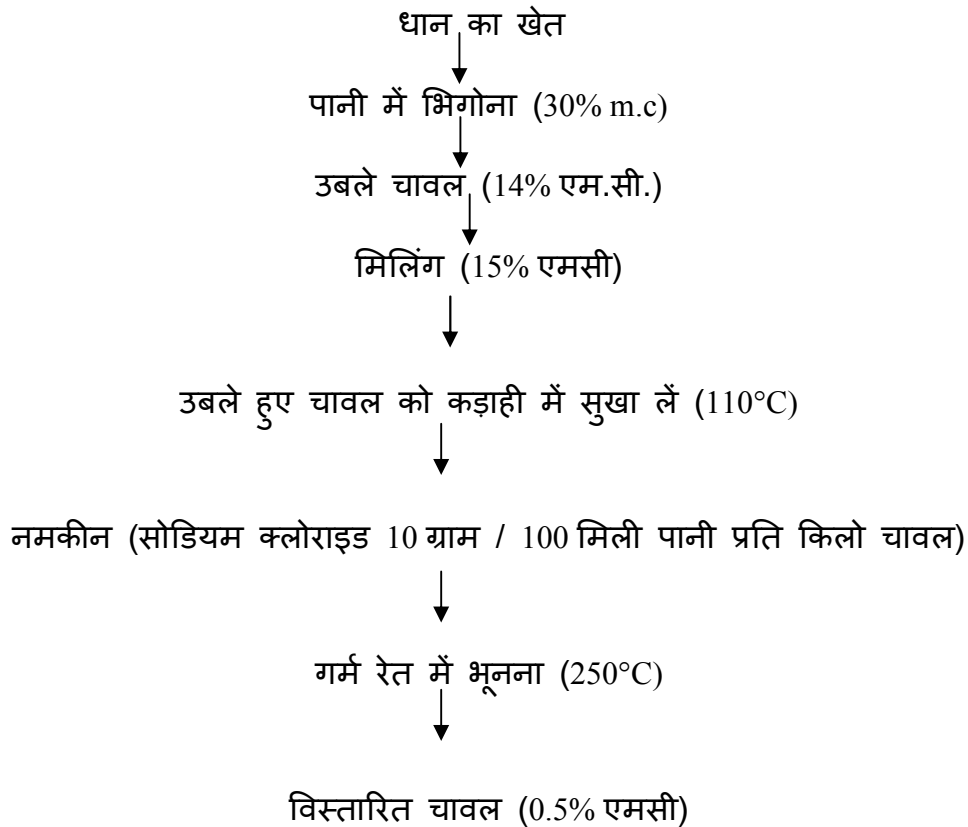 धान का खेत
पानी में भिगोना (30% m.c)
उबले चावल (14% एम.सी.)
मिलिंग (15% एमसी)
उबले हुए चावल को कड़ाही में सुखा लें (110°C)
नमकीन (सोडियम क्लोराइड 10 ग्राम / 100 मिली पानी प्रति किलो चावल)
गर्म रेत में भूनना (250°C)
विस्तारित चावल (0.5% एमसी)